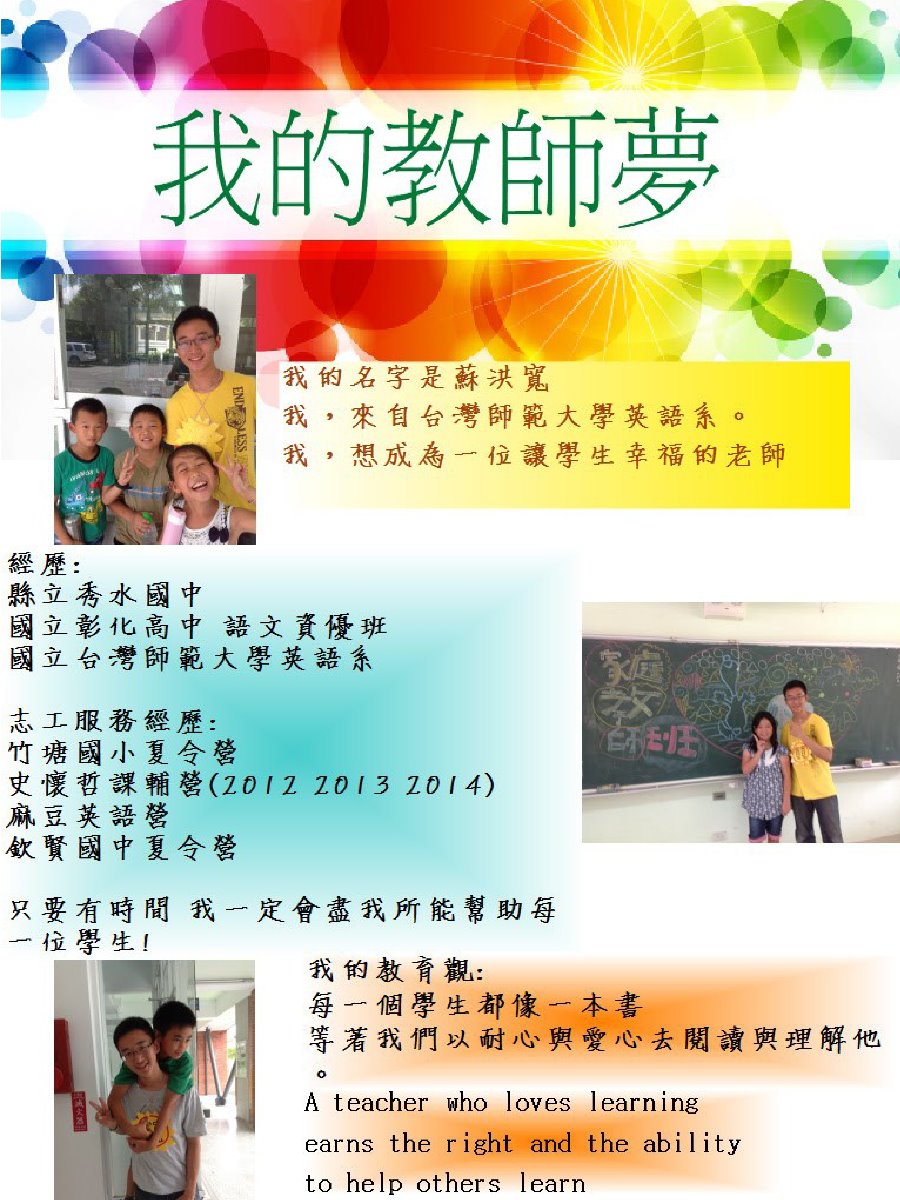 我的教師夢
我的名字是蘇洪寬
我，來自台灣師範大學英語系。
我，想成為一位讓學生幸福的老師
經歷:
縣立秀水國中
國立彰化高中 語文資優班
國立台灣師範大學英語系
志工服務經歷:
竹塘國小夏令營
史懷哲課輔營(2012 2013 2014)
麻豆英語營
欽賢國中夏令營
只要有時間 我一定會盡我所能幫助每
一位學生!
家庭
教
師班
我的教育觀:
每一個學生都像一本書
等著我們以耐心與愛心去閱讀與理解他
。
A teacher who loves learning
earns the right and the ability
to help others learn